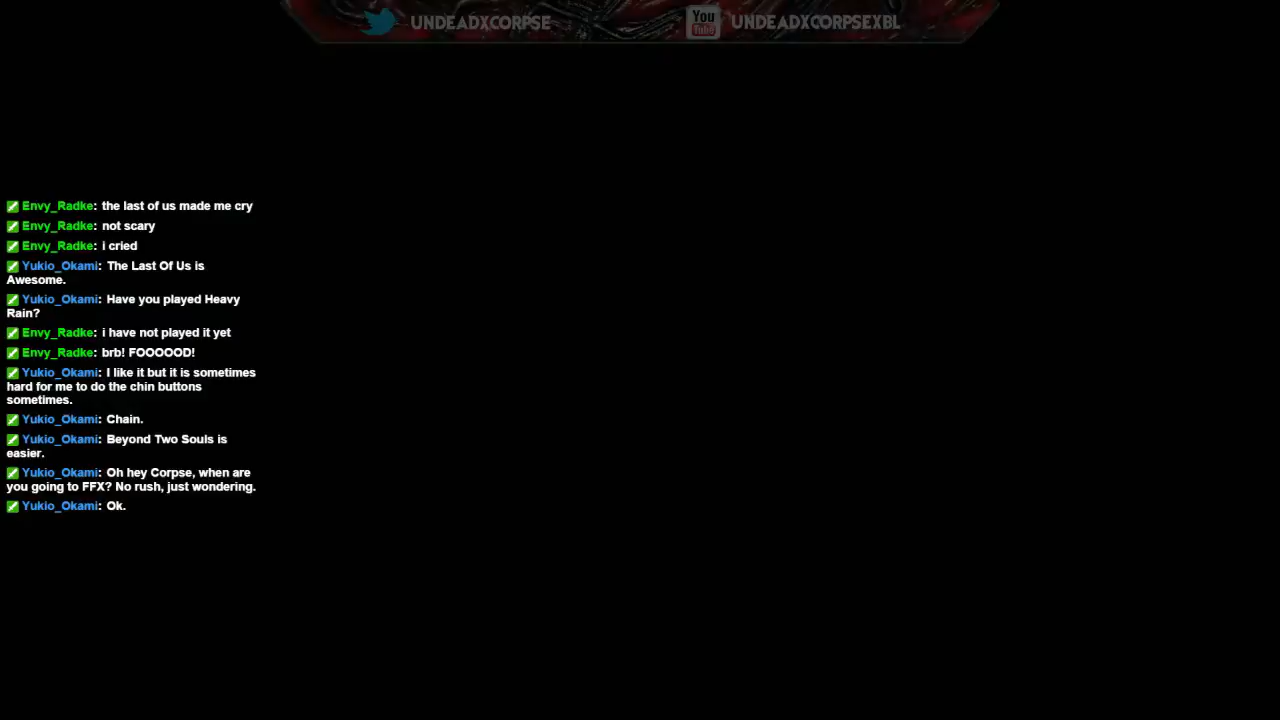 UNDEADXCORPSE
You Tube UNDEADXCORPSEXBL
Envy_Radke: the last of us made me cry
Envy_Radke: not scary
Envy_Radke: i cried
Yukio_Okami: The Last Of Us is
Awesome.
Yukio_Okami: Have you played Heavy
Rain?
Envy_Radke: i have not played it yet
Envy_Radke: brb! FOOOOOD!
Yukio_Okami: I like it but it is sometimes
hard for me to do the chin buttons
sometimes.
Yukio_Okami: Chain.
Yukio_Okami: Beyond Two Souls is
easier.
Yukio_Okami: Oh hey Corpse, when are
you going to FFX? No rush, just wondering.
Yukio_Okami: Ok.